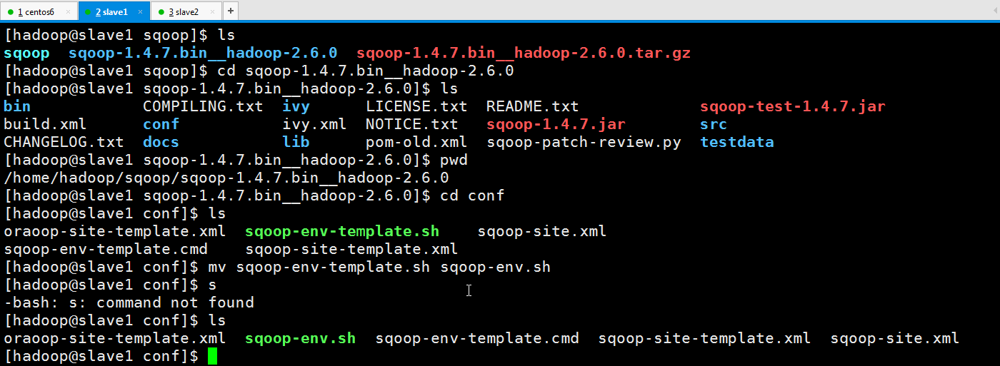 1 centos6 × 2 slave1 × 3 slave2 × +
[hadoop@slave1 sqoop]$ ls
sqoop  sqoop-1.4.7.bin__hadoop-2.6.0  sqoop-1.4.7.bin__hadoop-2.6.0.tar.gz
[hadoop@slave1 sqoop]$ cd sqoop-1.4.7.bin__hadoop-2.6.0
[hadoop@slave1 sqoop-1.4.7.bin__hadoop-2.6.0]$ ls
bin            COMPILING.txt  ivy      LICENSE.txt  README.txt             sqoop-test-1.4.7.jar
build.xml      conf           ivy.xml  NOTICE.txt   sqoop-1.4.7.jar        src
CHANGELOG.txt  docs           lib      pom-old.xml  sqoop-patch-review.py  testdata
[hadoop@slave1 sqoop-1.4.7.bin__hadoop-2.6.0]$ pwd
/home/hadoop/sqoop/sqoop-1.4.7.bin__hadoop-2.6.0
[hadoop@slave1 sqoop-1.4.7.bin__hadoop-2.6.0]$ cd conf
[hadoop@slave1 conf]$ ls
oraoop-site-template.xml  sqoop-env-template.sh    sqoop-site.xml
sqoop-env-template.cmd    sqoop-site-template.xml
[hadoop@slave1 conf]$ mv sqoop-env-template.sh sqoop-env.sh
[hadoop@slave1 conf]$ s
-bash: s: command not found
[hadoop@slave1 conf]$ ls
oraoop-site-template.xml  sqoop-env.sh  sqoop-env-template.cmd  sqoop-site-template.xml  sqoop-site.xml
[hadoop@slave1 conf]$